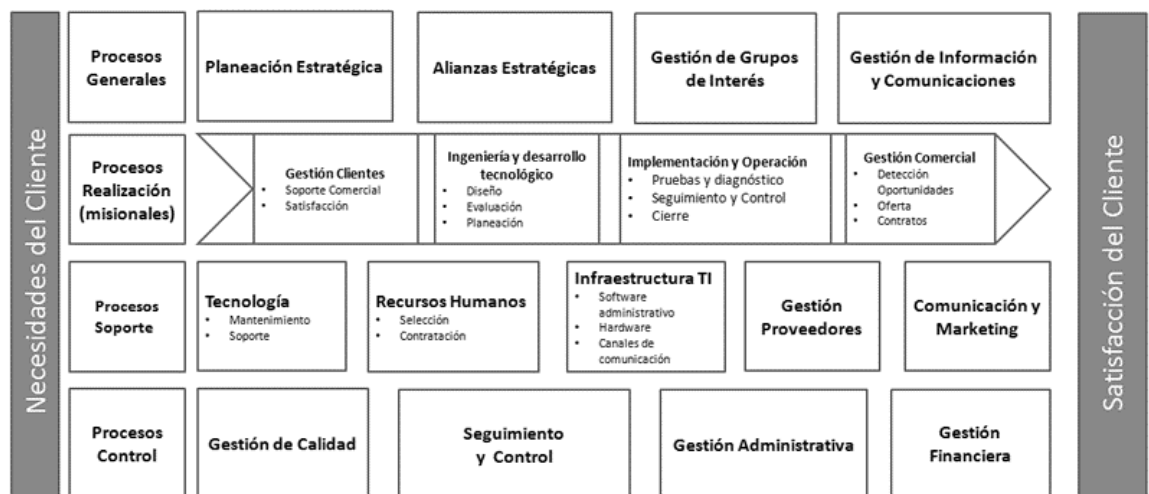 Necesidades del Cliente
Procesos
Generales
Planeación Estratégica
Alianzas Estratégicas
Gestión de Grupos
de Interés
Gestión de Información
y Comunicaciones
Procesos
Realización
(misionales)
Gestión Clientes
• Soporte Comercial
• Satisfacción
Ingeniería y desarrollo
tecnológico
• Diseño
• Evaluación
• Planeación
Implementación y Operación
• Pruebas y diagnóstico
• Seguimiento y Control
• Cierre
Gestión Comercial
• Detección
Oportunidades
• Oferta
• Contratos
Procesos
Soporte
Tecnología
• Mantenimiento
• Soporte
Recursos Humanos
• Selección
• Contratación
Infraestructura TI
• Software
administrativo
• Hardware
• Canales de
comunicación
Gestión
Proveedores
Comunicación y
Marketing
Procesos
Control
Gestión de Calidad
Seguimiento
y Control
Gestión Administrativa
Gestión
Financiera
Satisfacción del Cliente